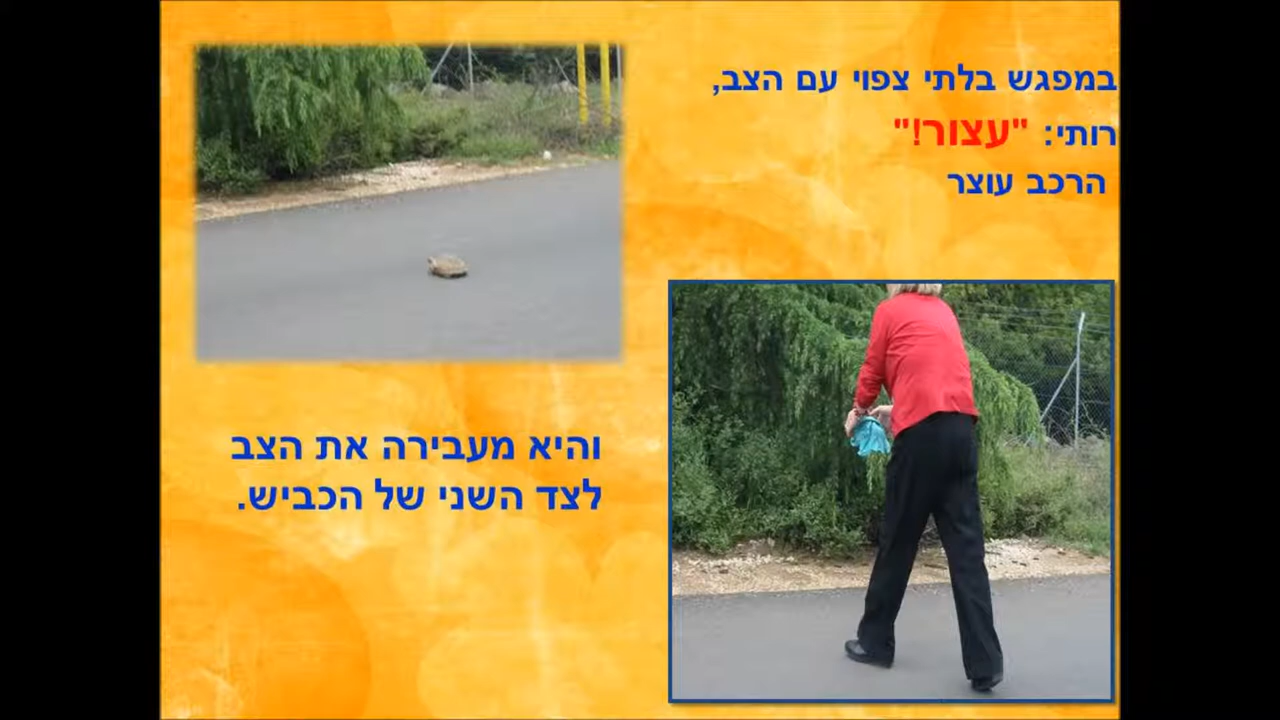 במפגש בלתי צפוי עם הצב,
רותי: "עצור!"
הרכב עוצר
והיא מעבירה את הצב
לצד השני של הכביש.